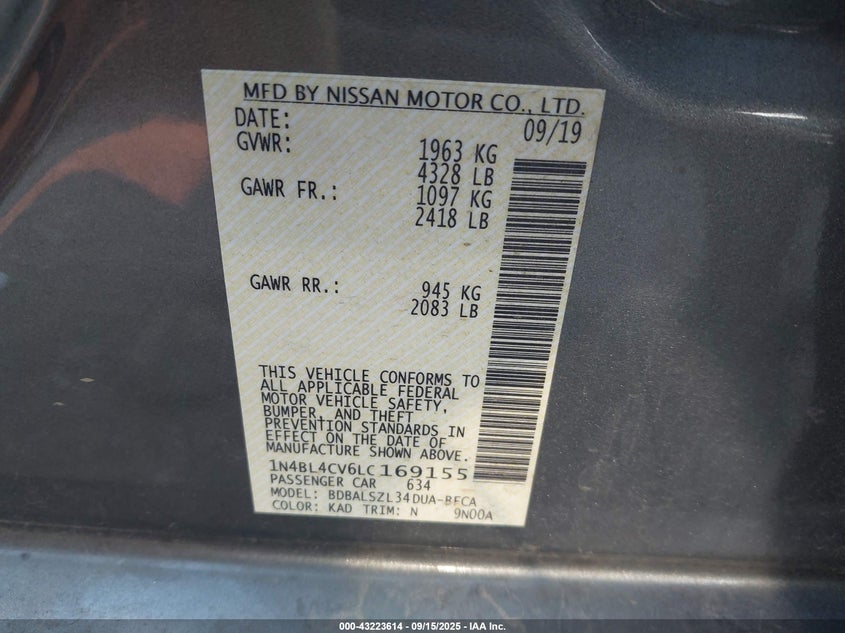 MFD BY NISSAN MOTOR CO., LTD.
DATE: 09/19
GVWR: 1963 KG
4328 LB
GAWR FR.: 1097 KG
2418 LB
GAWR RR.: 945 KG
2083 LB
THIS VEHICLE CONFORMS TO
ALL APPLICABLE FEDERAL
MOTOR VEHICLE SAFETY,
BUMPER, AND THEFT
PREVENTION STANDARDS IN
EFFECT ON THE DATE OF
MANUFACTURE SHOWN ABOVE.
1N4BL4CV6LC169155
PASSENGER CAR 634
MODEL: BDBALSZL34DUA-BFCA
COLOR: KAD TRIM: N 9N00A
000-43223614 - 09/15/2025 - IAA Inc.